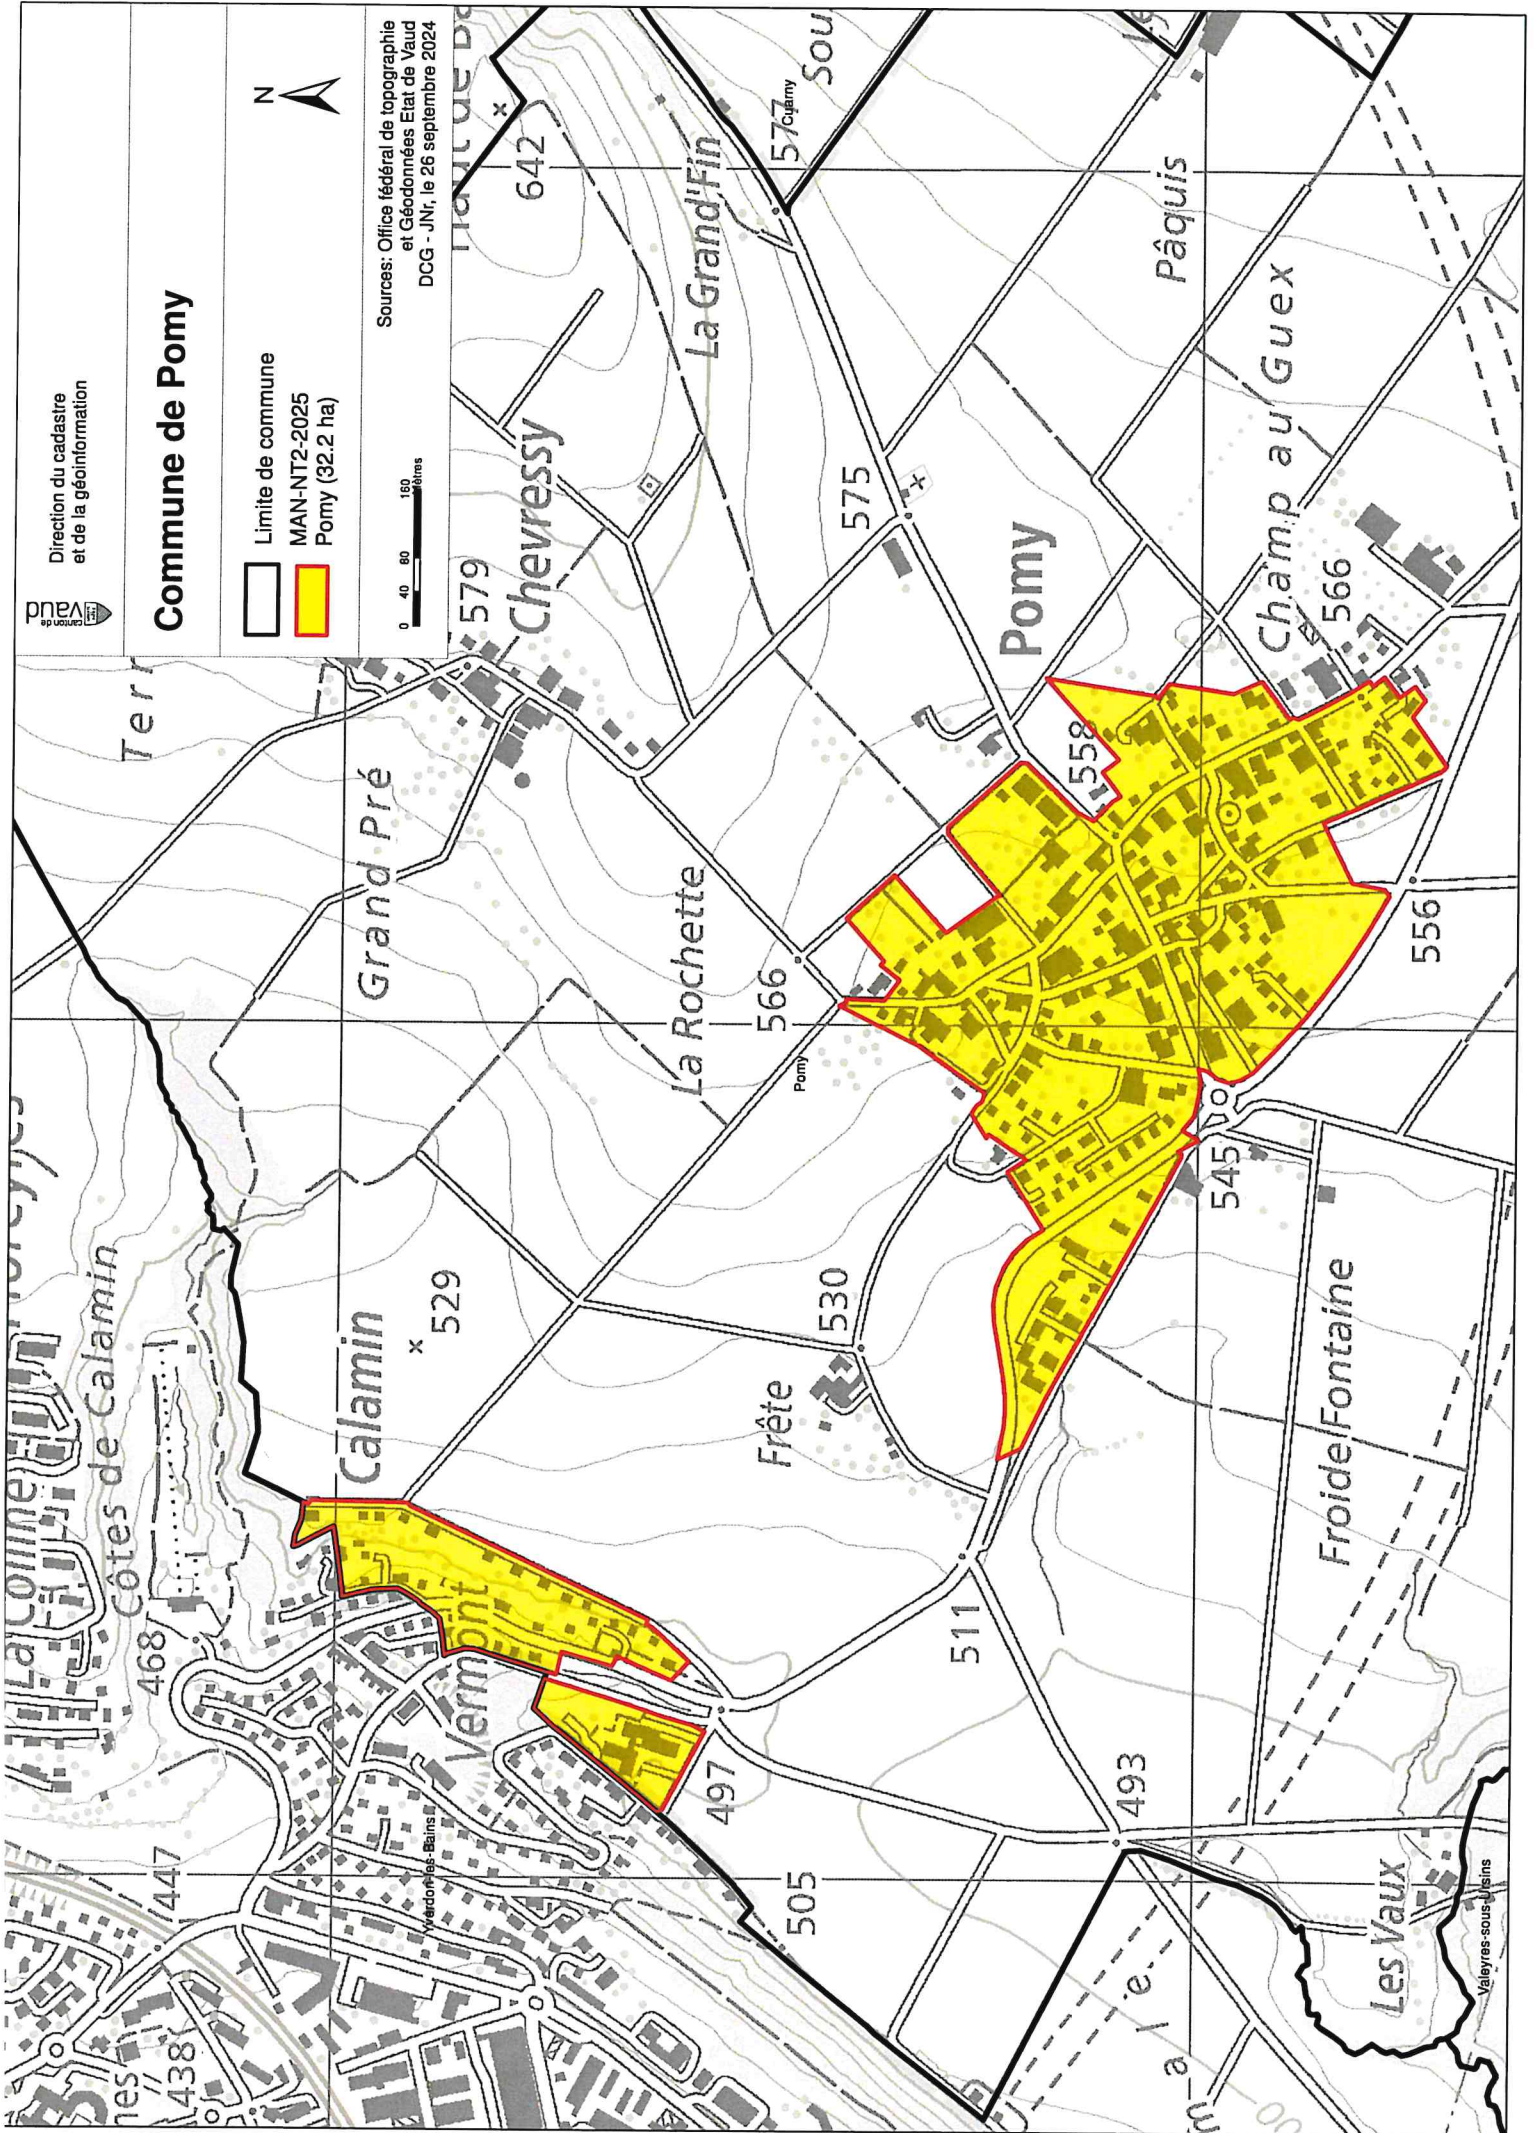 canton de
vaud
Direction du cadastre
et de la géoinformation
Commune de Pomy
Limite de commune
MAN-NT2-2025
Pomy (32.2 ha)
N
0 40 80 160
mètres
Sources: Office fédéral de topographie
et Géodonnées Etat de Vaud
DCG - JNr, le 26 septembre 2024
642
La Grand'Fin
577
Cuarny
Sou
Pâquis
Champ au Guex
566
575
Pomy
558
579
Chevressy
Terr
Grand Pré
La Rochette
566
Pomy
556
545
530
Frête
529
Calamin
Côtes de Calamin
La Colline
468
Vermont
497
511
Froide Fontaine
493
505
447
438
Yverdon-les-Bains
Les Vaux
Valeyres-sous-Ursins